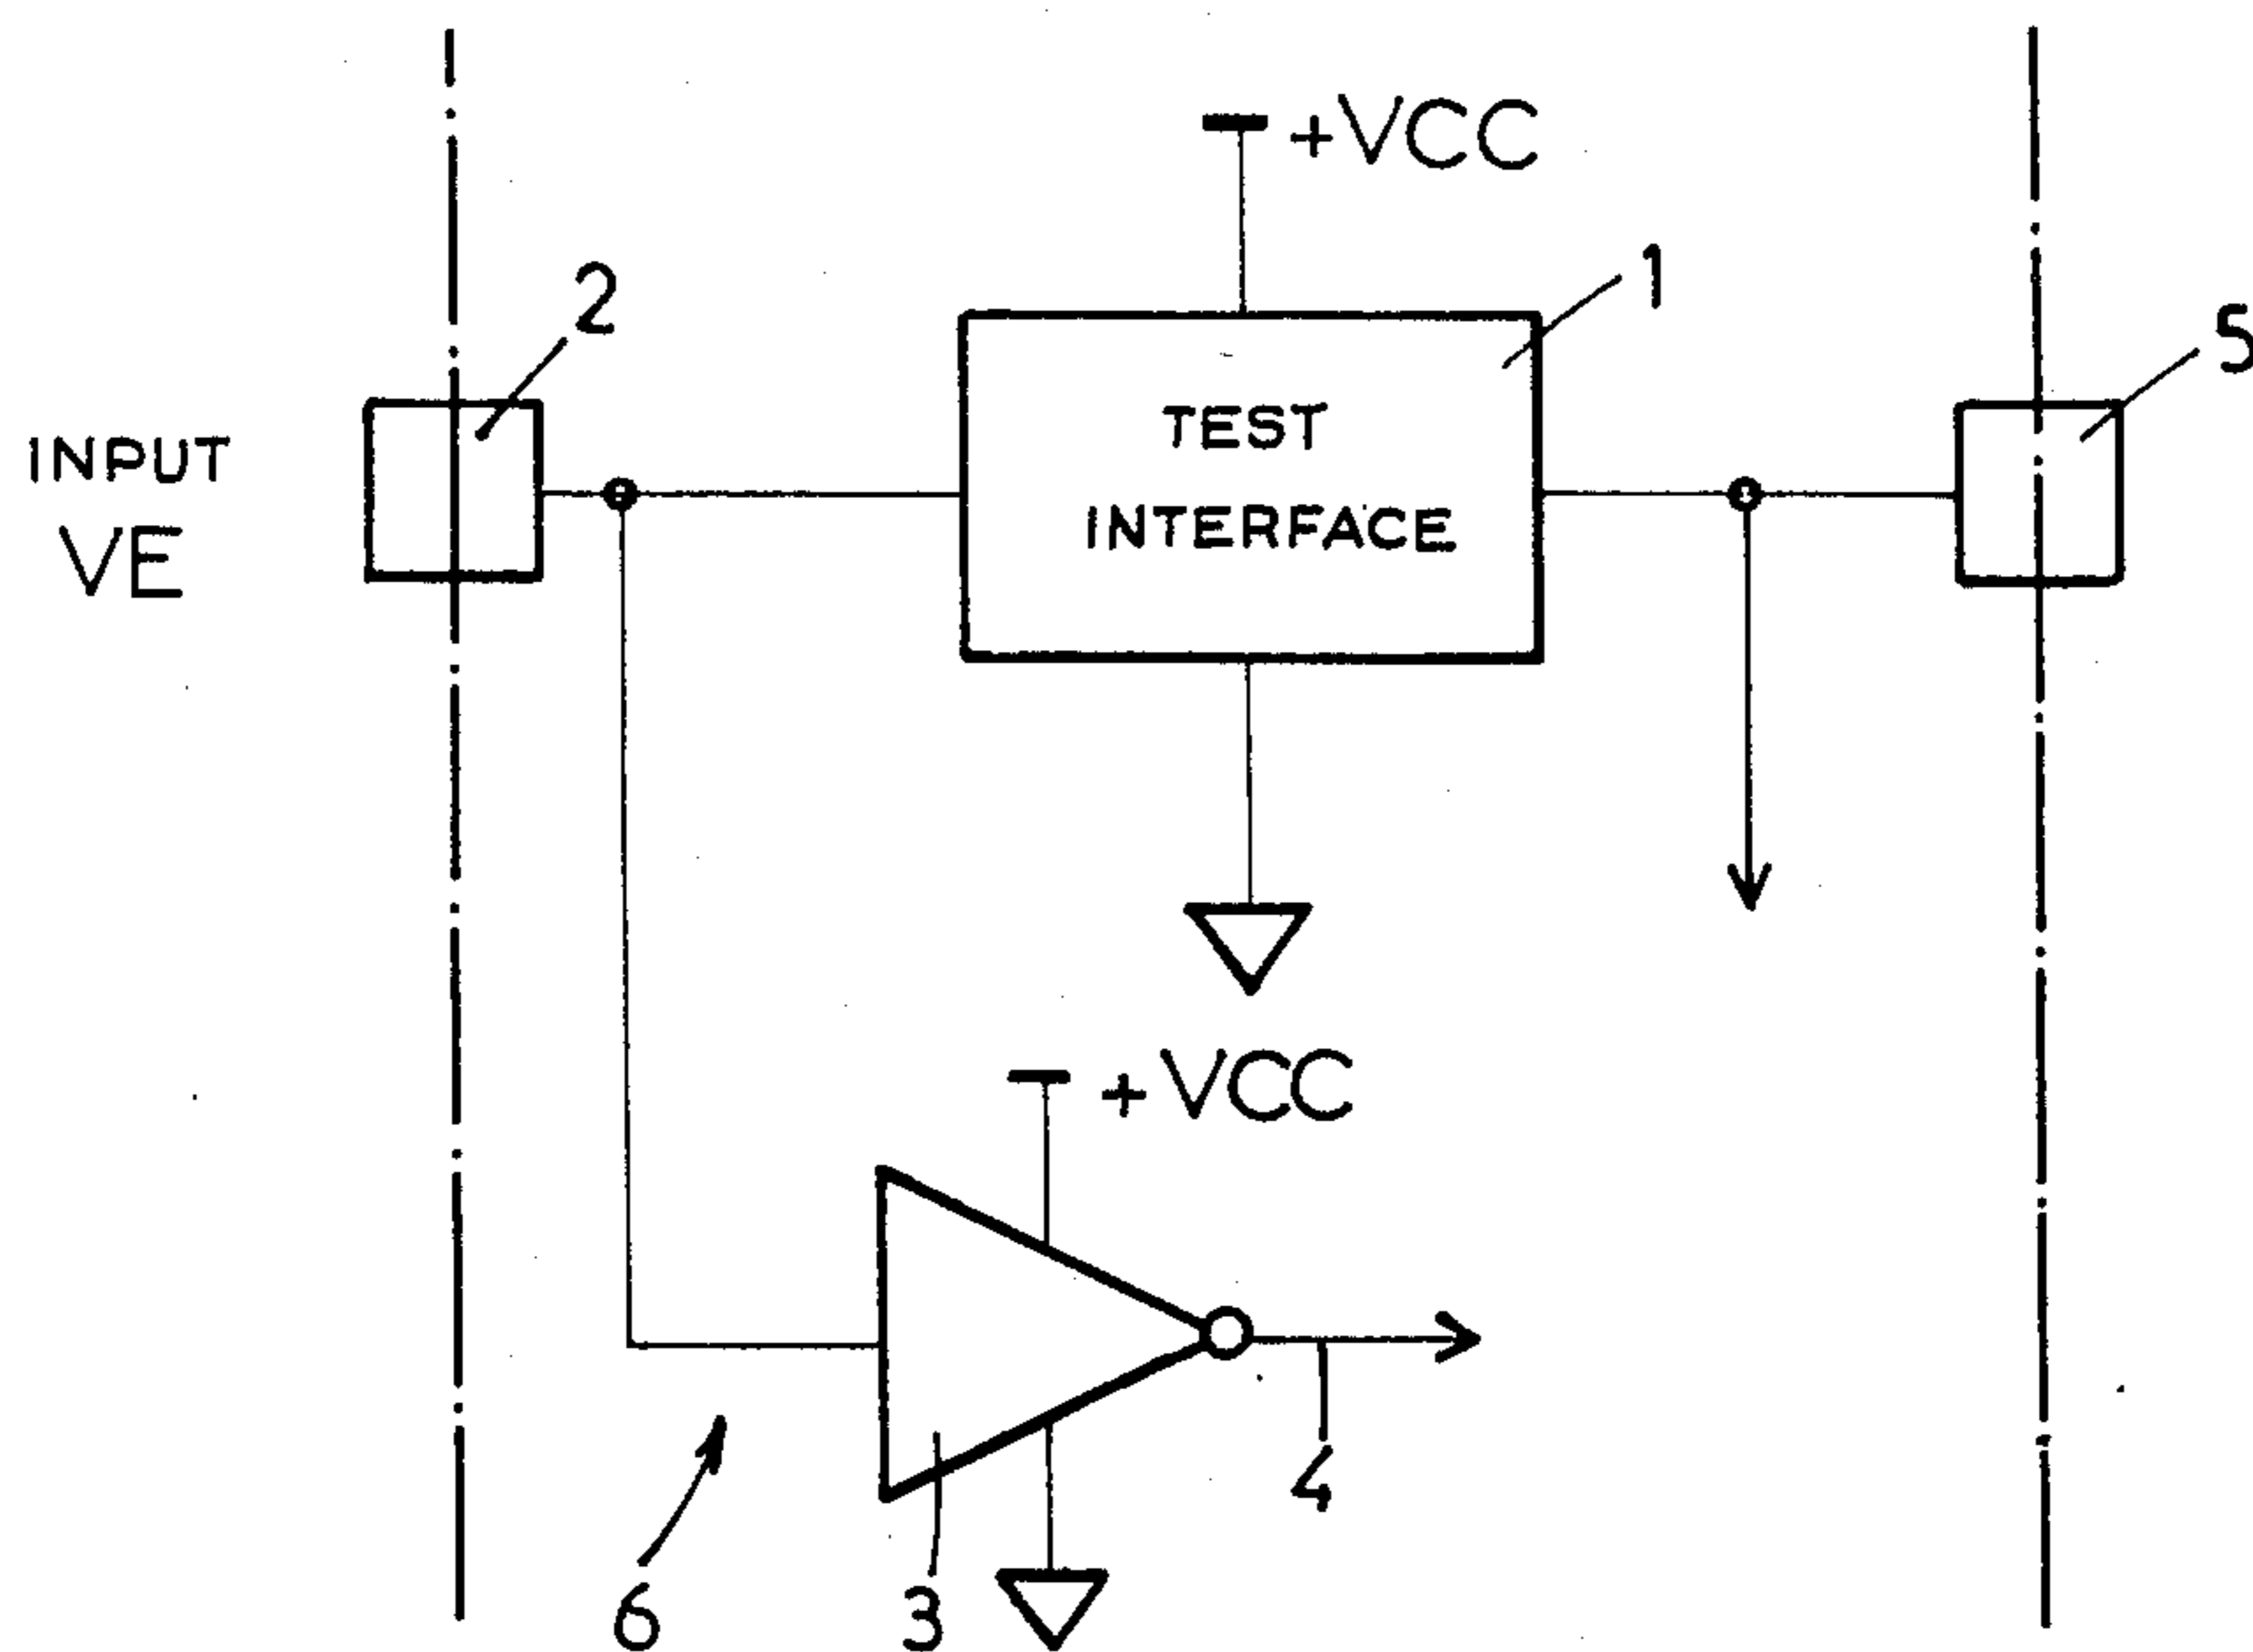 +VCC
1
2
5
INPUT
VE
TEST
INTERFACE
+VCC
4
3
6